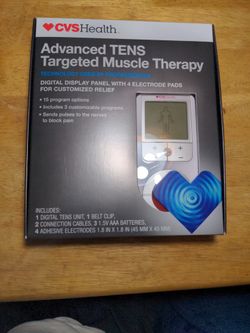 CVSHealth.
Advanced TENS
Targeted Muscle Therapy
TECHNOLOGY USED BY
DIGITAL DISPLAY PANEL WITH 4 ELECTRODE PADS
FOR CUSTOMIZED RELIEF
• 15 program options
• Includes 3 customizable programs
• Sends pulses to the nerves
to block pain
INCLUDES:
1 DIGITAL TENS UNIT, 1 BELT CLIP,
2 CONNECTION CABLES, 3 1.5V AAA BATTERIES,
4 ADHESIVE ELECTRODES 1.8 IN X 1.8 IN (45 MM X 45 MM)